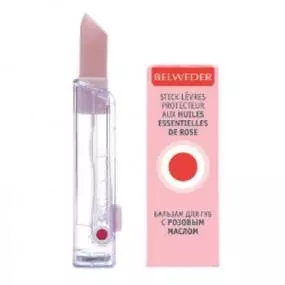 BELWEDER
STICK LÈVRES
PROTECTEUR
AUX HUILES
ESSENTIELLES
DE ROSE
БАЛЬЗАМ ДЛЯ ГУБ
С РОЗОВЫМ
МАСЛОМ